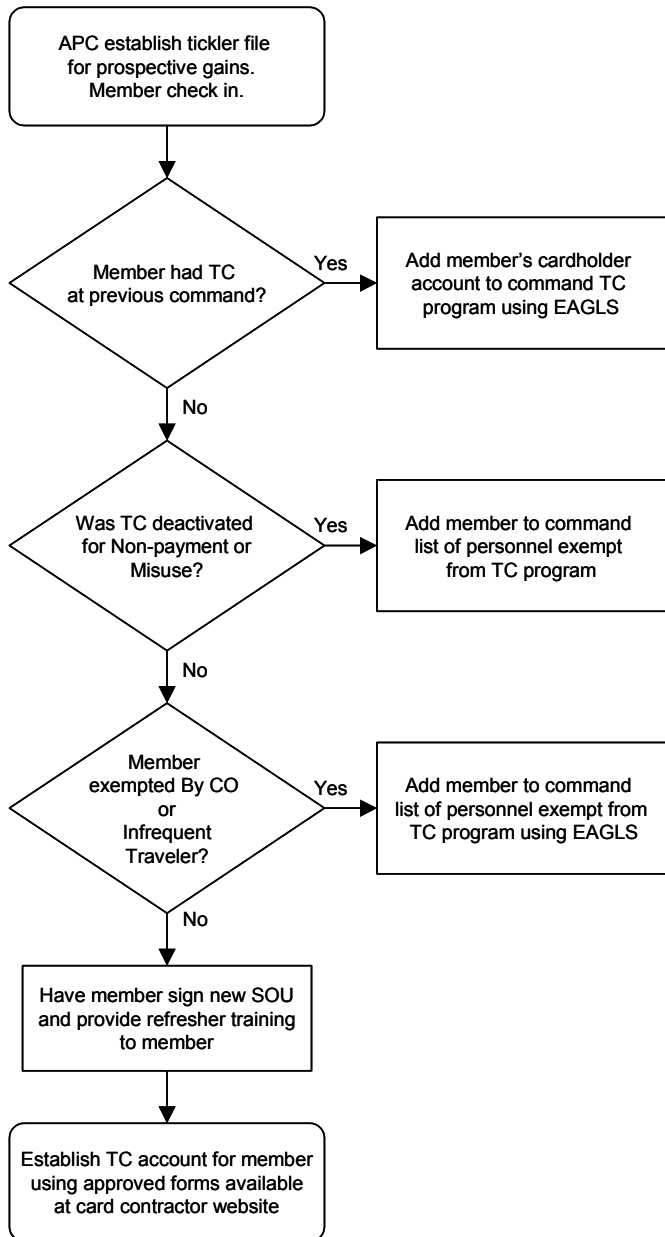 APC establish tickler file
for prospective gains.
Member check in.
Member had TC
at previous command?
Yes
Add member’s cardholder
account to command TC
program using EAGLS
No
Was TC deactivated
for Non-payment or
Misuse?
Yes
Add member to command
list of personnel exempt
from TC program
No
Member
exempted By CO
or
Infrequent
Traveler?
Yes
Add member to command
list of personnel exempt from
TC program using EAGLS
No
Have member sign new SOU
and provide refresher training
to member
Establish TC account for member
using approved forms available
at card contractor website